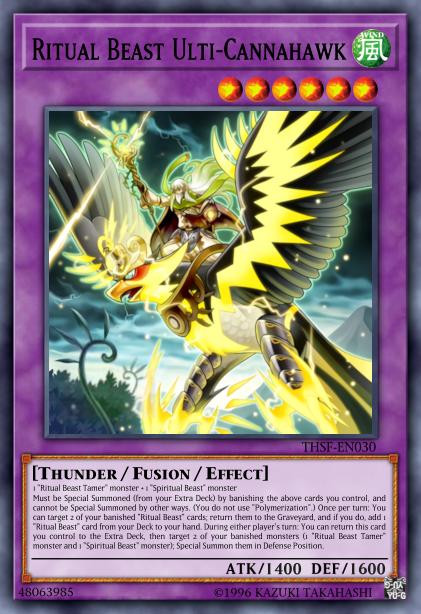 RITUAL BEAST ULTI-CANNAHAWK
WIND
風
THSF-EN030
[THUNDER / FUSION / EFFECT]
1 "Ritual Beast Tamer" monster + 1 "Spiritual Beast" monster
Must be Special Summoned (from your Extra Deck) by banishing the above cards you control, and
cannot be Special Summoned by other ways. (You do not use "Polymerization".) Once per turn: You
can target 2 of your banished "Ritual Beast" cards; return them to the Graveyard, and if you do, add 1
"Ritual Beast" card from your Deck to your hand. During either player's turn: You can return this card
you control to the Extra Deck, then target 2 of your banished monsters (1 "Ritual Beast Tamer"
monster and 1 "Spiritual Beast" monster); Special Summon them in Defense Position.
ATK/1400 DEF/1600
48063985
©1996 KAZUKI TAKAHASHI